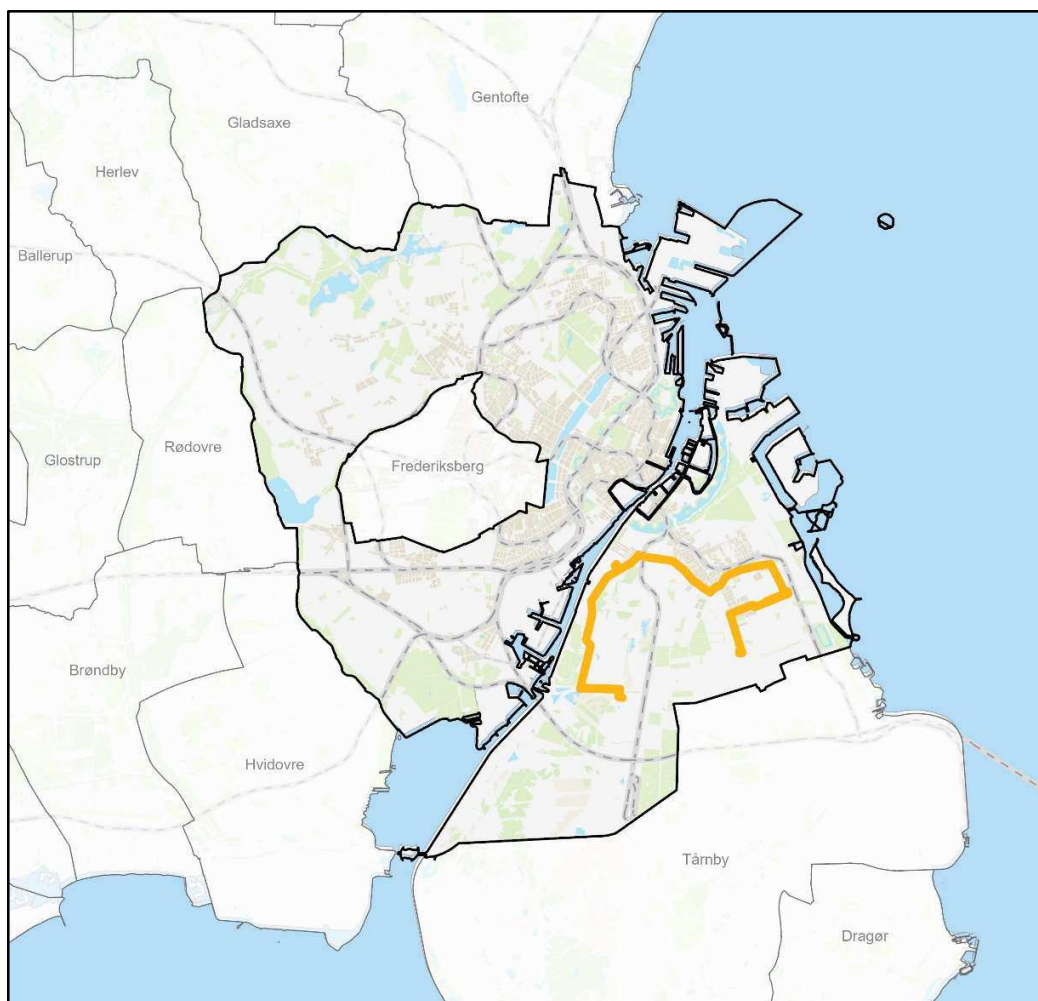 Gentofte
Gladsaxe
Herlev
Ballerup
Rødovre
Glostrup
Frederiksberg
Brøndby
Hvidovre
Tårnby
Dragør